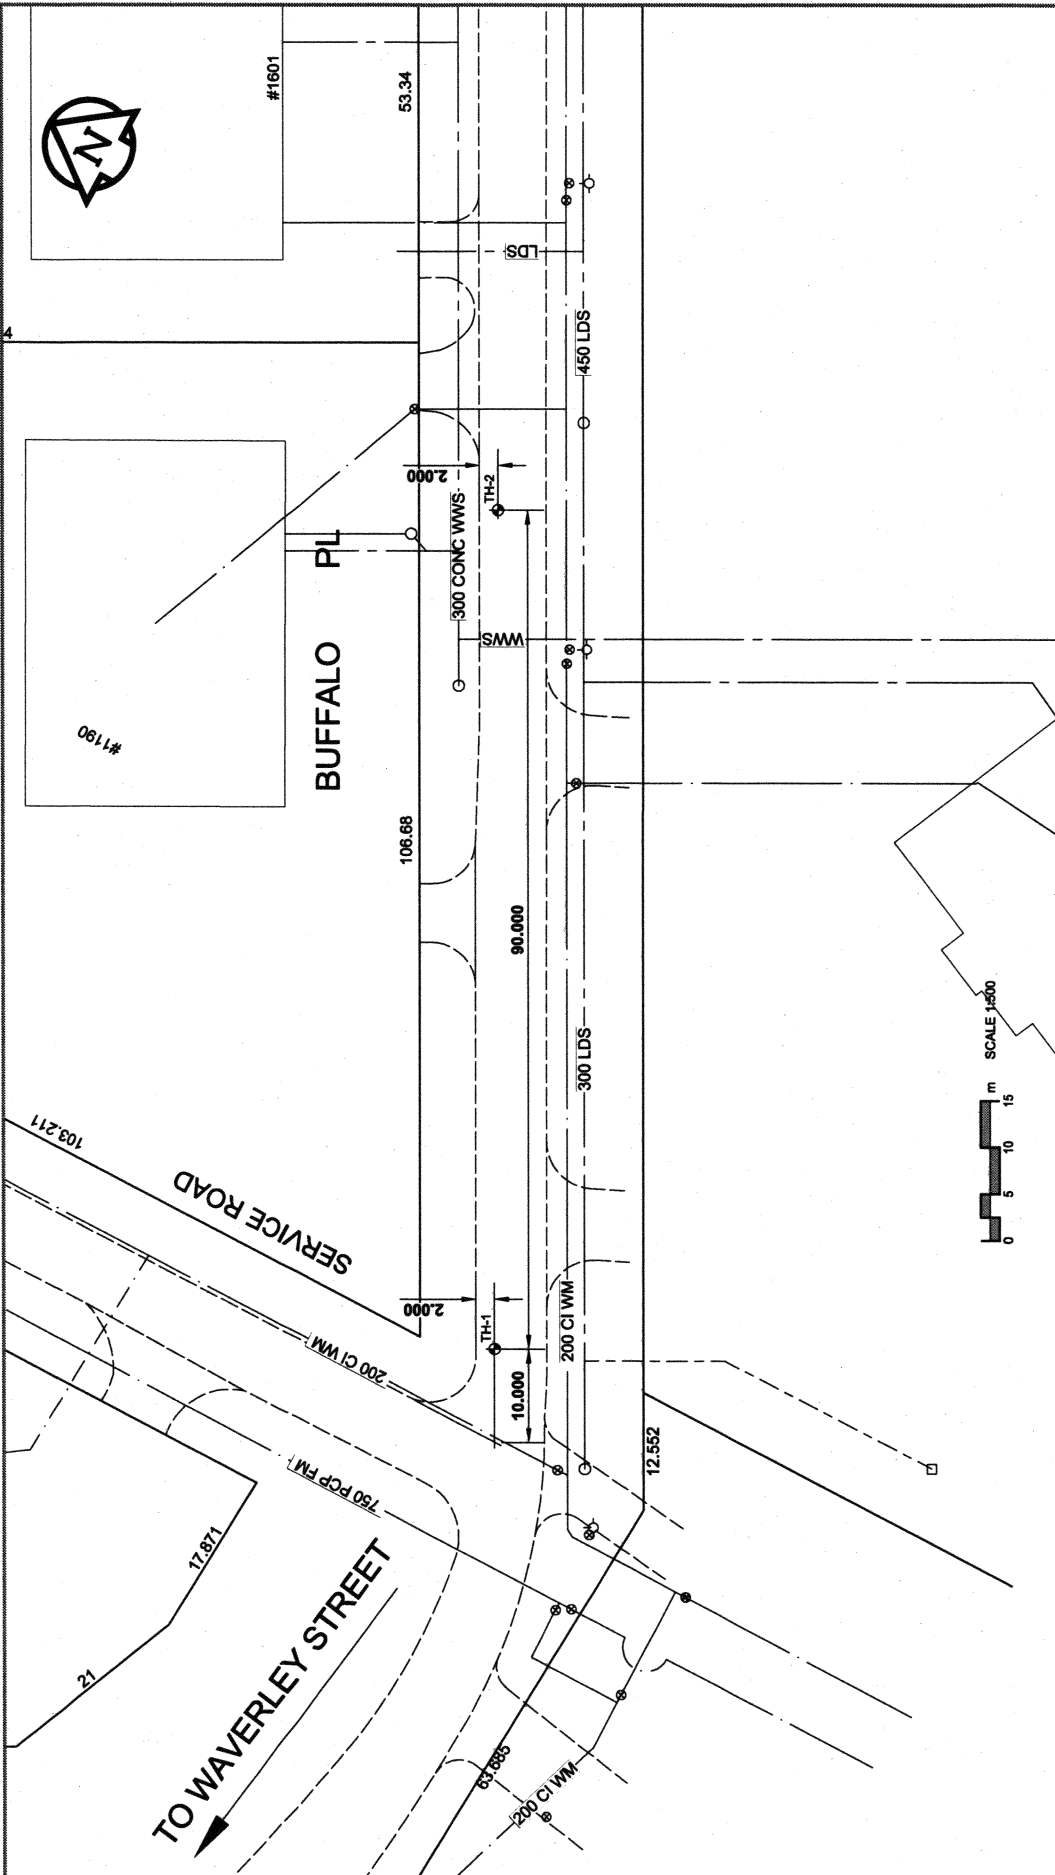 #1601
53.34
N
LDS
4
450 LDS
2.000
TH-2
300 CONC WWS
BUFFALO PL
WWS
#1190
106.68
90.000
300 LDS
SCALE 1:500
m
0 5 10 15
103.211
SERVICE ROAD
2.000
TH-1
200 CI WM
200 CI WM
10.000
12.552
750 PCP FM
17.871
21
TO WAVERLEY STREET
63.685
200 CI WM